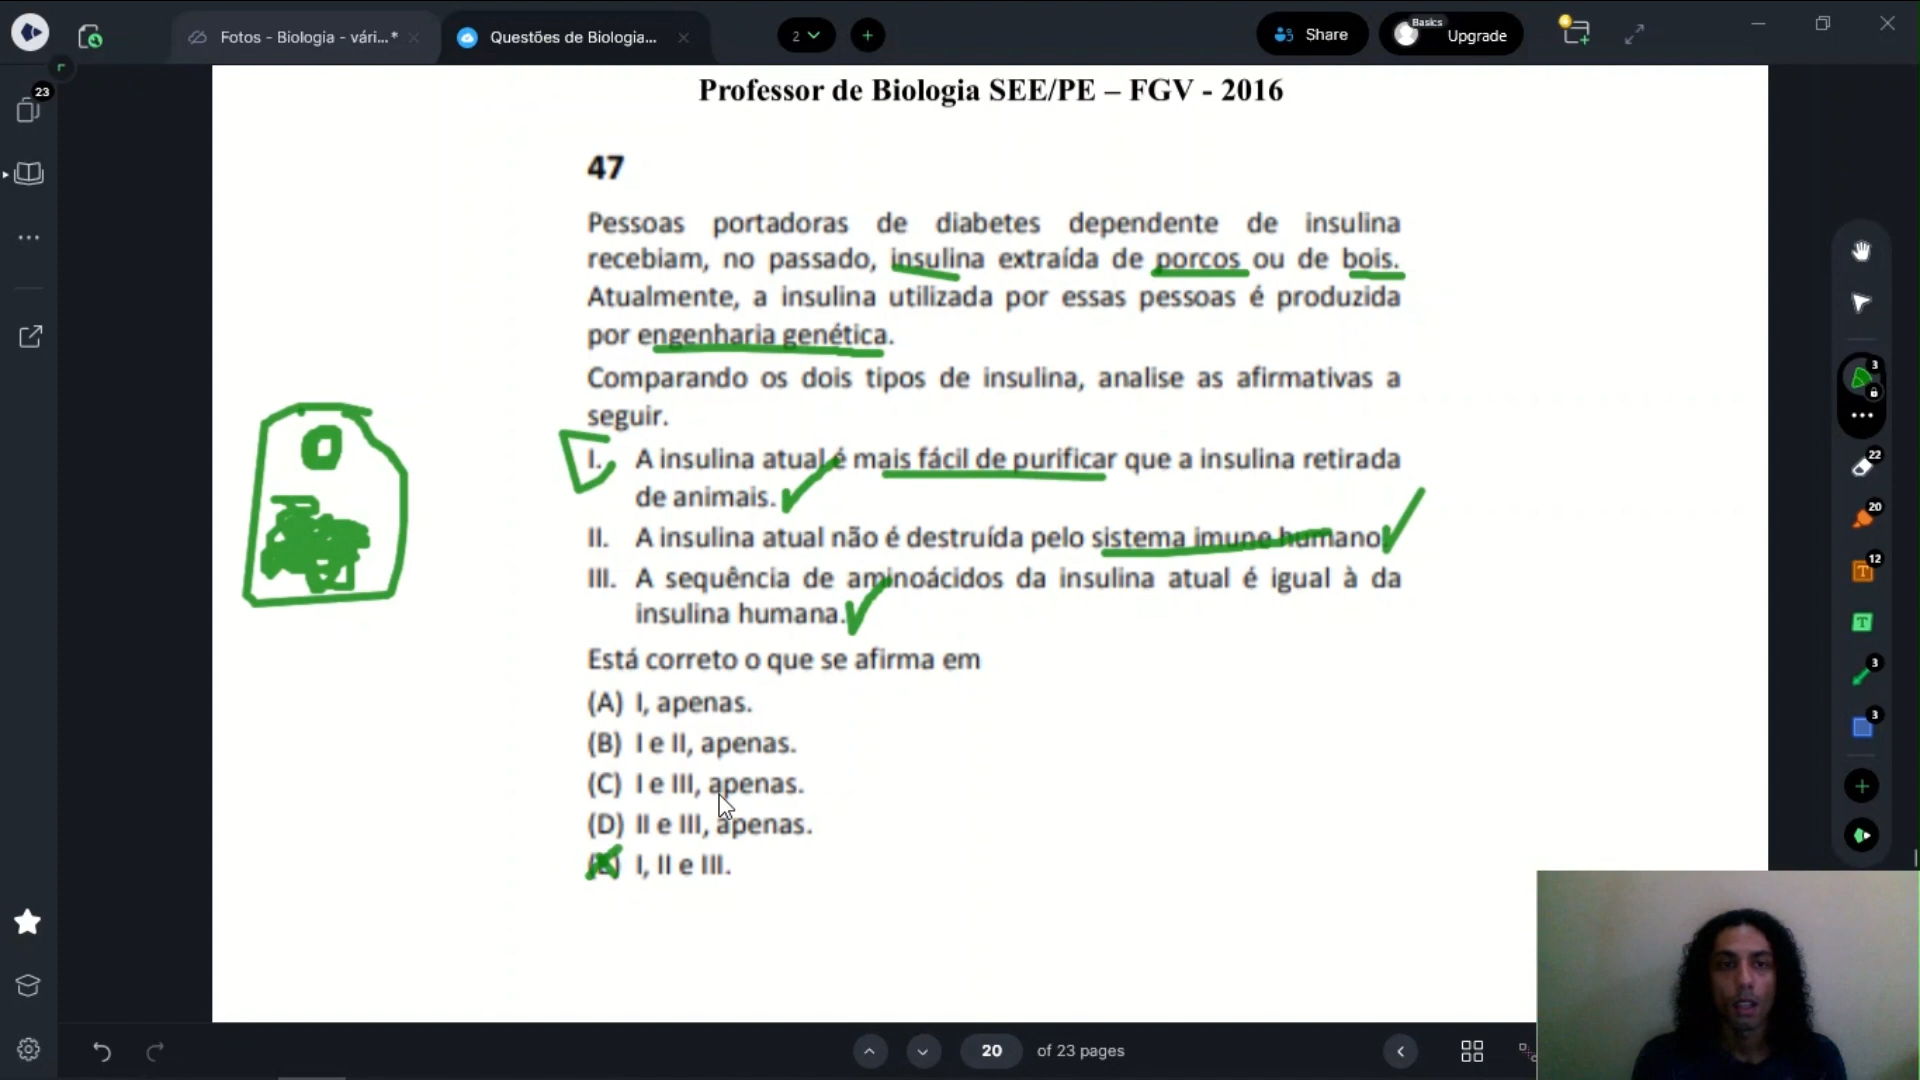 Fotos - Biologia - vári...*
Questões de Biologia...
2
Share
Basics
Upgrade
23
Professor de Biologia SEE/PE – FGV - 2016
47
Pessoas portadoras de diabetes dependente de insulina
recebiam, no passado, insulina extraída de porcos ou de bois.
Atualmente, a insulina utilizada por essas pessoas é produzida
por engenharia genética.
Comparando os dois tipos de insulina, analise as afirmativas a
seguir.
I. A insulina atual é mais fácil de purificar que a insulina retirada
de animais.
II. A insulina atual não é destruída pelo sistema imune humano.
III. A sequência de aminoácidos da insulina atual é igual à da
insulina humana.
Está correto o que se afirma em
(A) I, apenas.
(B) I e II, apenas.
(C) I e III, apenas.
(D) II e III, apenas.
(E) I, II e III.
3
22
20
12
T
T
3
3
20 of 23 pages